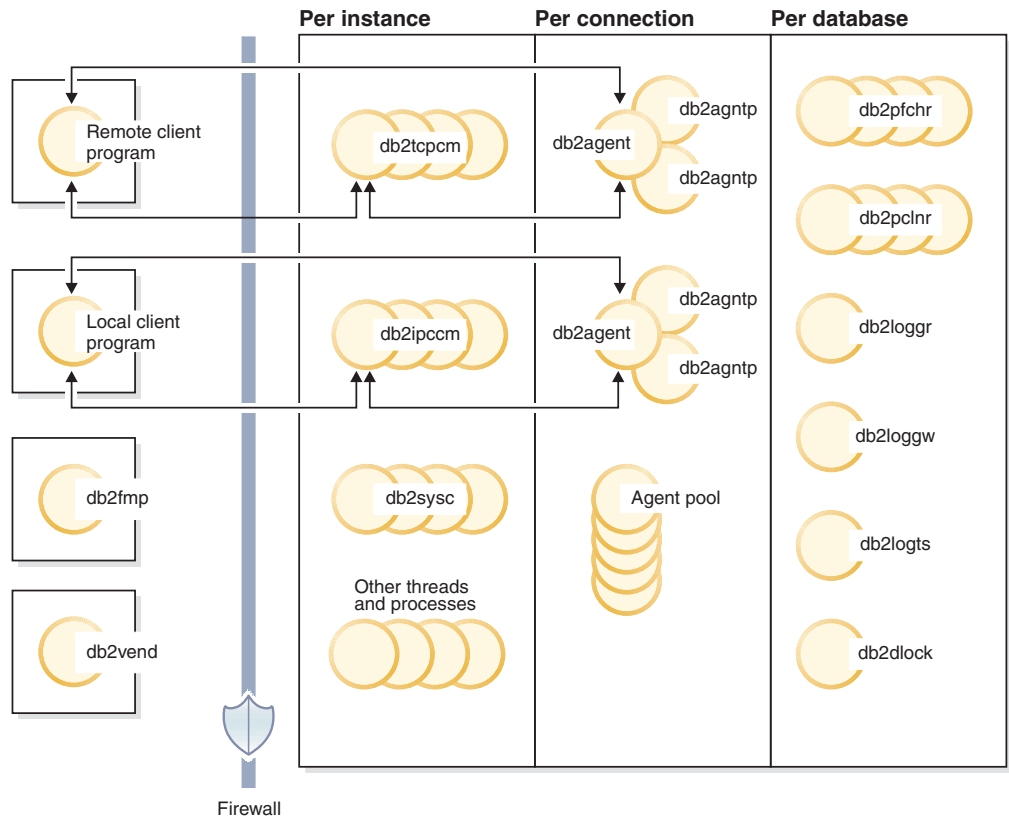 Per instance
Per connection
Per database
Remote client
program
db2tcpcm
db2agent
db2agntp
db2agntp
db2pfchr
db2pclnr
Local client
program
db2ipccm
db2agent
db2agntp
db2agntp
db2loggr
db2loggw
db2fmp
db2sysc
Agent pool
db2logts
Other threads
and processes
db2vend
db2dlock
Firewall